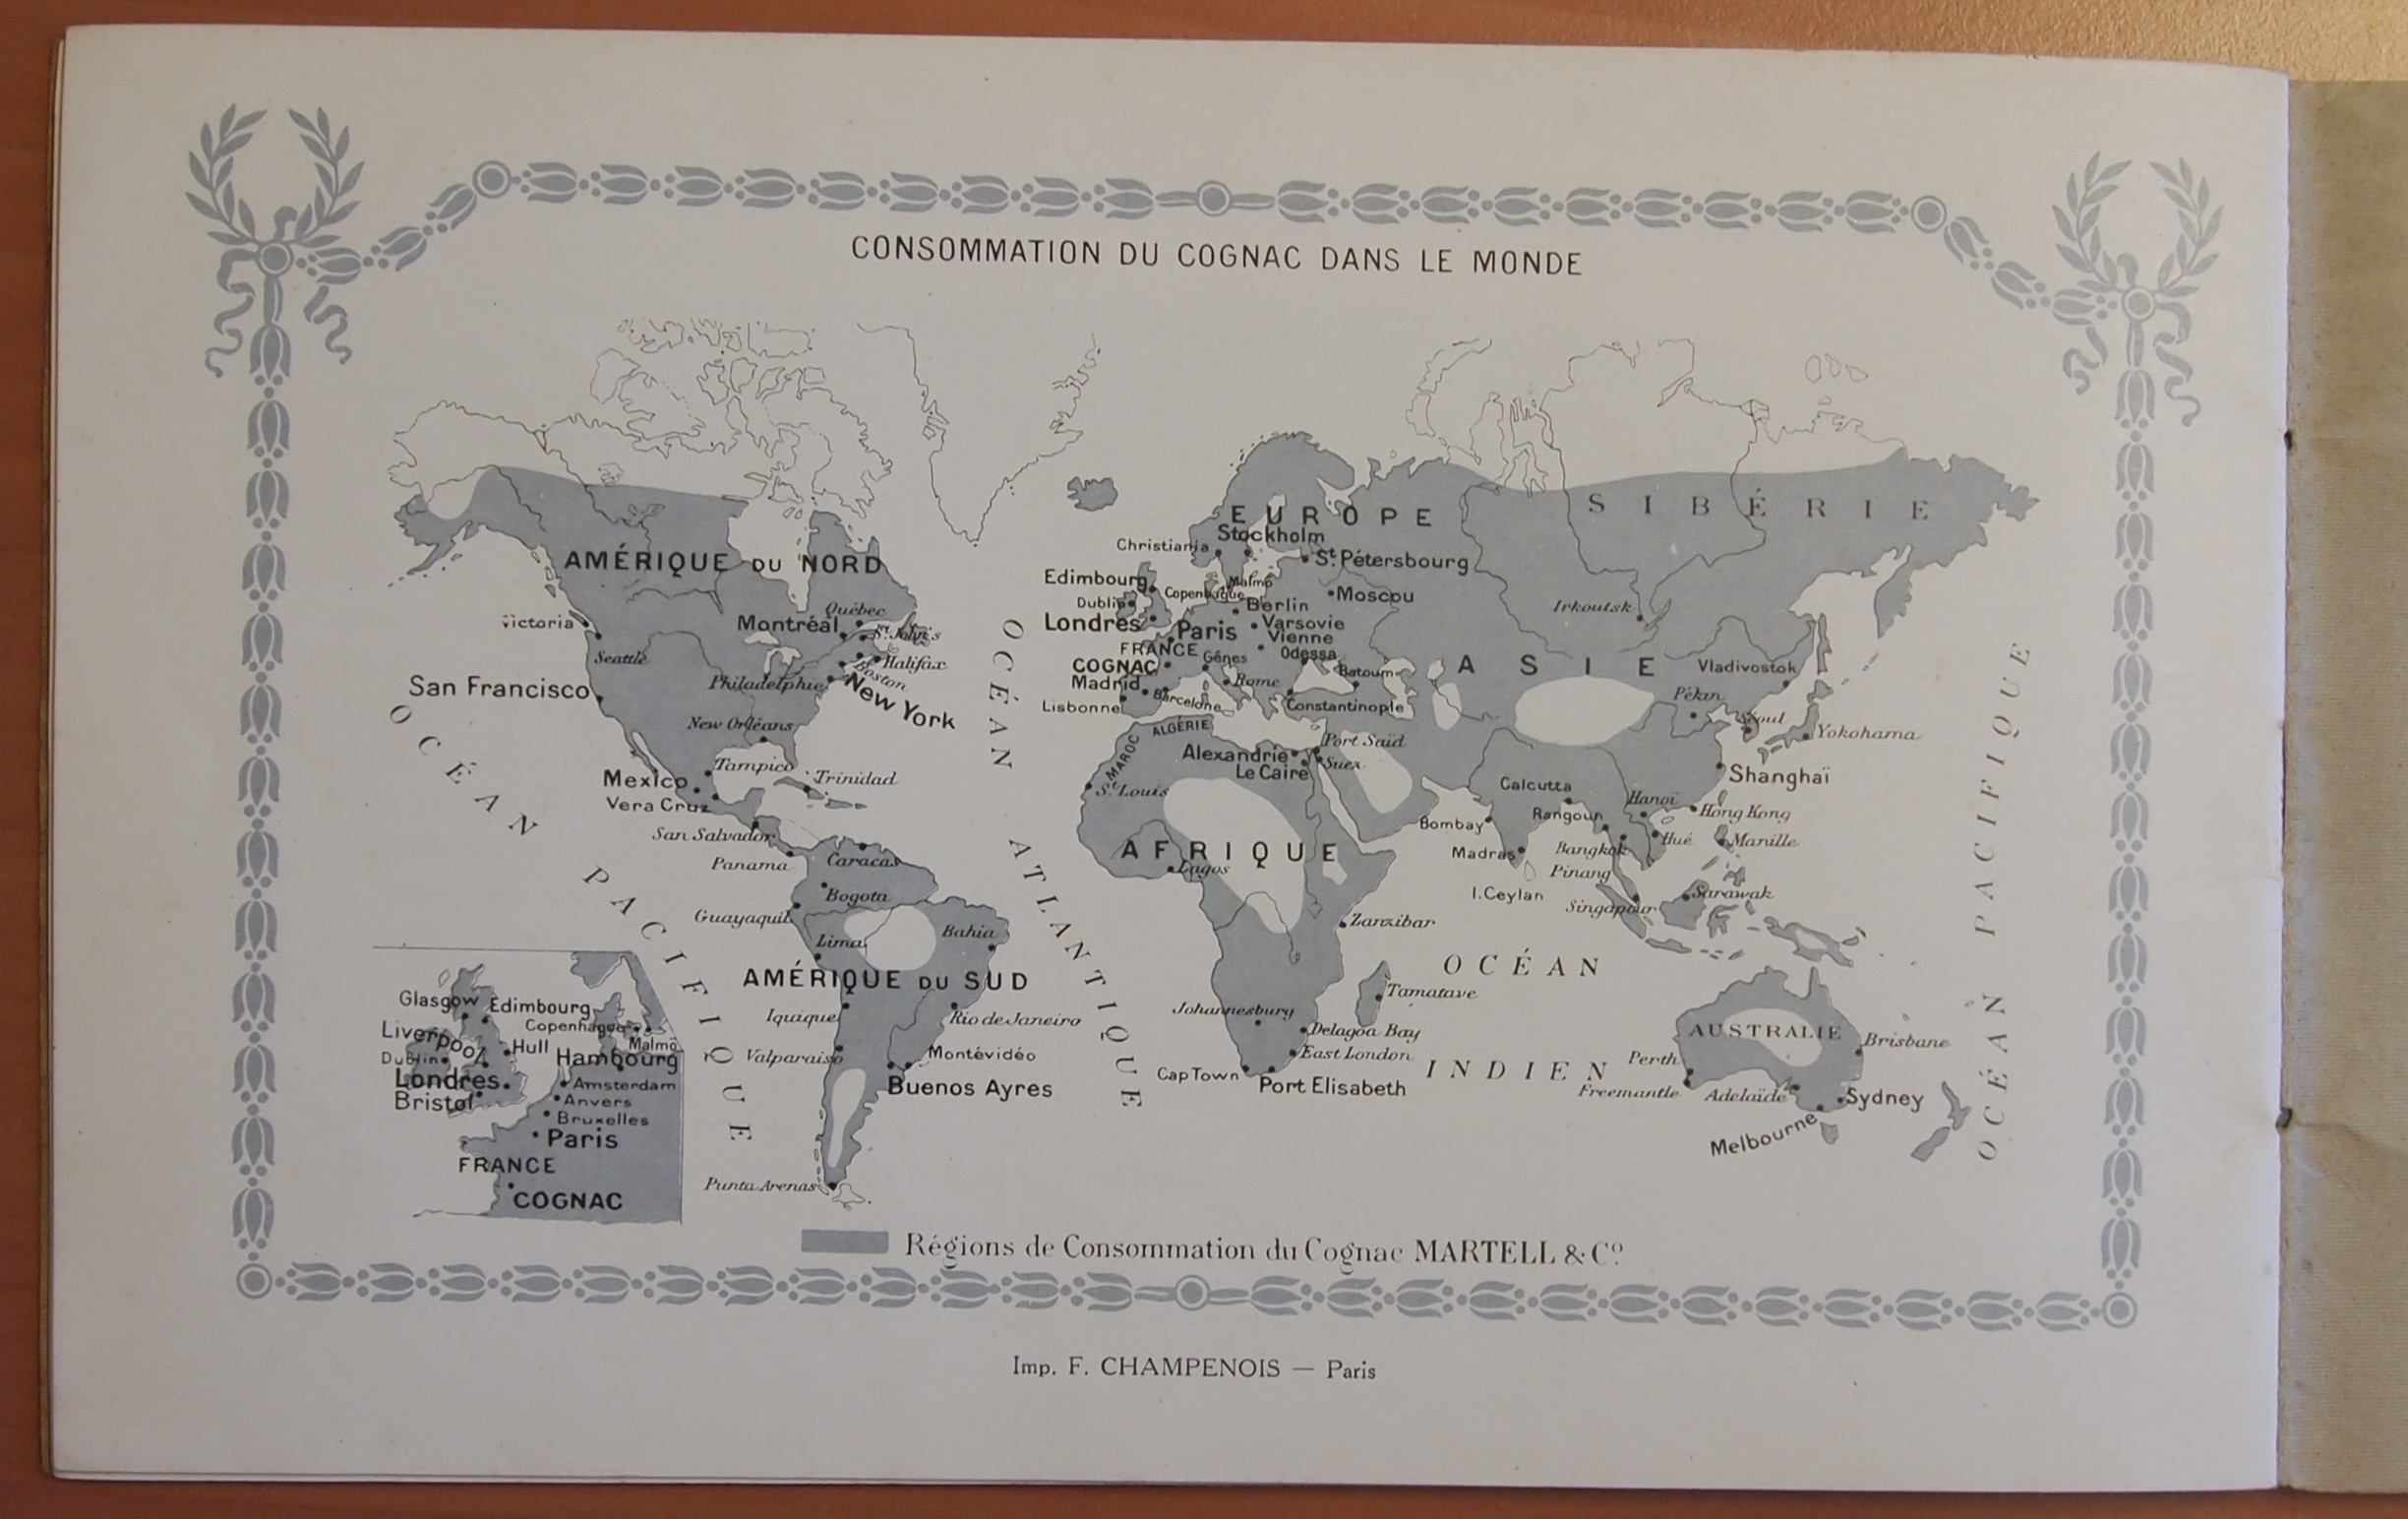 CONSOMMATION DU COGNAC DANS LE MONDE
AMÉRIQUE DU NORD
Victoria
Seattle
San Francisco
Québec
Montréal
St. John's
Halifax
Boston
Philadelphie
New York
New Orléans
Mexico
Tampico
Vera Cruz
Trinidad
San Salvador
Panama
Caracas
Bogota
Guayaquil
Lima
Bahia
AMÉRIQUE DU SUD
Iquique
Rio de Janeiro
Valparaiso
Montévidéo
Buenos Ayres
Punta Arenas
OCÉAN PACIFIQUE
OCÉAN ATLANTIQUE
EUROPE
Christiania
Stockholm
St. Pétersbourg
Edimbourg
Copenhague
Malmö
Dublin
Berlin
Moscou
Londres
Paris
Varsovie
Vienne
FRANCE
Génes
Odessa
COGNAC
Batoum
Madrid
Barcelone
Rome
Lisbonne
Constantinople
SIBÉRIE
Irkoutsk
ASIE
Vladivostok
Pékin
Séoul
Yokohama
Shanghaï
Calcutta
Hanoï
Hong Kong
Bombay
Rangoun
Hué
Manille
Madras
Bangkok
Pinang
I. Ceylan
Singapour
Sarawak
MAROC
ALGÉRIE
Alexandrie
Port Saïd
Le Caire
Suez
St. Louis
AFRIQUE
Lagos
Zanzibar
Tamatave
Johannesburg
Delagoa Bay
East London
Cap Town
Port Elisabeth
OCÉAN
INDIEN
AUSTRALIE
Brisbane
Perth
Freemantle
Adelaïde
Sydney
Melbourne
OCÉAN PACIFIQUE
Glasgow
Edimbourg
Copenhague
Liverpool
Hull
Malmö
Dublin
Hambourg
Londres
Amsterdam
Bristol
Anvers
Bruxelles
Paris
FRANCE
COGNAC
Régions de Consommation du Cognac MARTELL & Co.
Imp. F. CHAMPENOIS — Paris